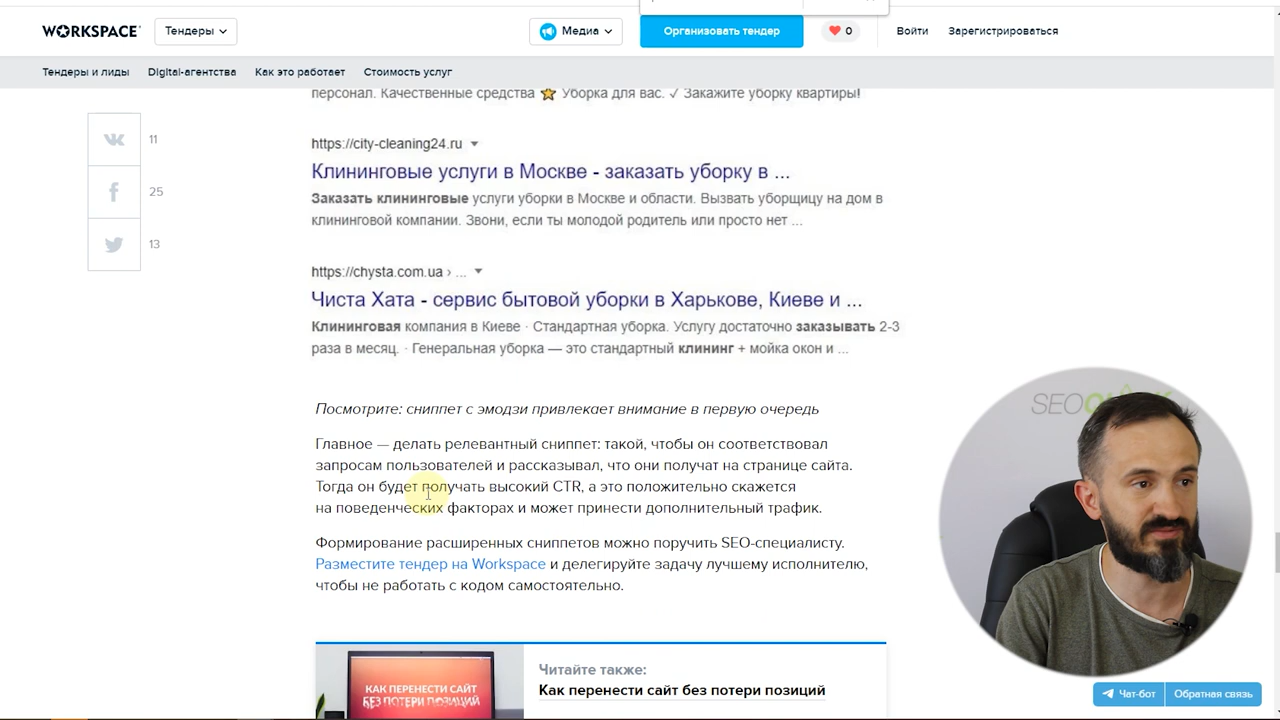 WORKSPACE
Тендеры
Медиа
Организовать тендер
0
Войти
Зарегистрироваться
Тендеры и лиды
Digital-агентства
Как это работает
Стоимость услуг
персонал. Качественные средства ⭐ Уборка для вас. ✓ Закажите уборку квартиры!
11
25
13
https://city-cleaning24.ru
Клининговые услуги в Москве - заказать уборку в ...
Заказать клининговые услуги уборки в Москве и области. Вызвать уборщицу на дом в
клининговой компании. Звони, если ты молодой родитель или просто нет ...
https://chysta.com.ua › ...
Чиста Хата - сервис бытовой уборки в Харькове, Киеве и ...
Клининговая компания в Киеве · Стандартная уборка. Услугу достаточно заказывать 2-3
раза в месяц. · Генеральная уборка — это стандартный клининг + мойка окон и ...
Посмотрите: сниппет с эмодзи привлекает внимание в первую очередь
Главное — делать релевантный сниппет: такой, чтобы он соответствовал
запросам пользователей и рассказывал, что они получат на странице сайта.
Тогда он будет получать высокий CTR, а это положительно скажется
на поведенческих факторах и может принести дополнительный трафик.
Формирование расширенных сниппетов можно поручить SEO-специалисту.
Разместите тендер на Workspace и делегируйте задачу лучшему исполнителю,
чтобы не работать с кодом самостоятельно.
КАК ПЕРЕНЕСТИ САЙТ
БЕЗ ПОТЕРИ ПОЗИЦИЙ
Читайте также:
Как перенести сайт без потери позиций
SEO
Чат-бот
Обратная связь